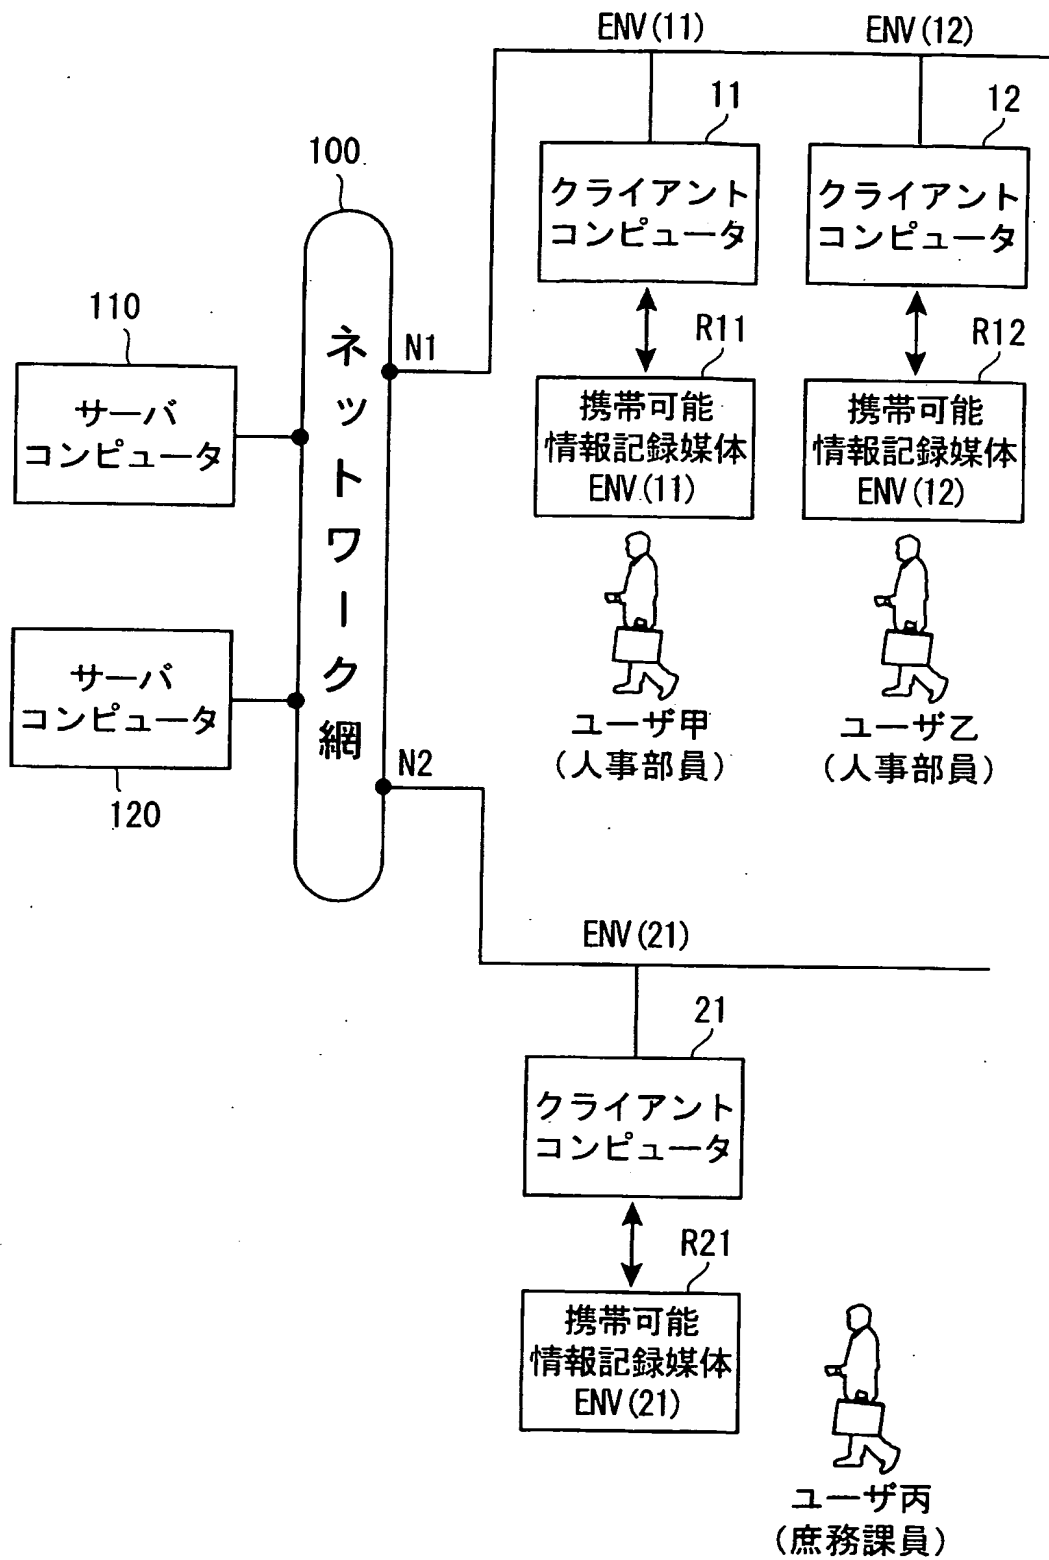 ENV(11)
ENV(12)
11
12
クライアント
コンピュータ
クライアント
コンピュータ
100
110
サーバ
コンピュータ
ネットワーク網
N1
R11
R12
携帯可能
情報記録媒体
ENV(11)
携帯可能
情報記録媒体
ENV(12)
サーバ
コンピュータ
120
ユーザ甲
(人事部員)
ユーザ乙
(人事部員)
N2
ENV(21)
21
クライアント
コンピュータ
R21
携帯可能
情報記録媒体
ENV(21)
ユーザ丙
(庶務課員)